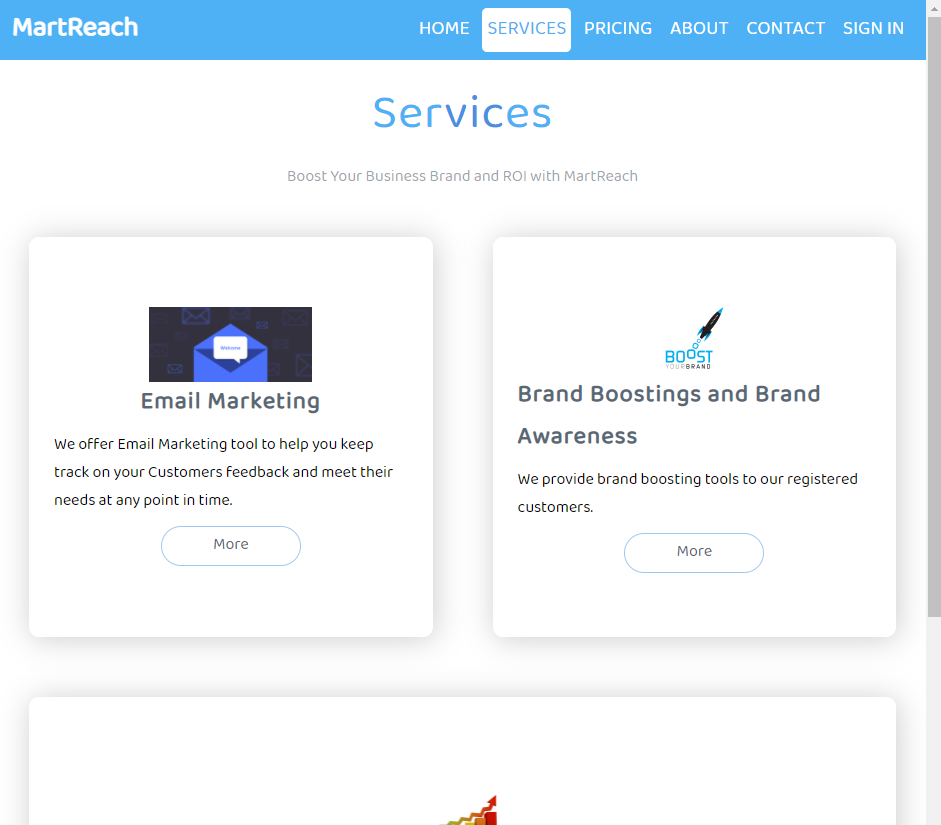 MartReach
HOME SERVICES PRICING ABOUT CONTACT SIGN IN
Services
Boost Your Business Brand and ROI with MartReach
Welcome
Email Marketing
We offer Email Marketing tool to help you keep
track on your Customers feedback and meet their
needs at any point in time.
More
BOOST
YOURBRAND
Brand Boostings and Brand
Awareness
We provide brand boosting tools to our registered
customers.
More